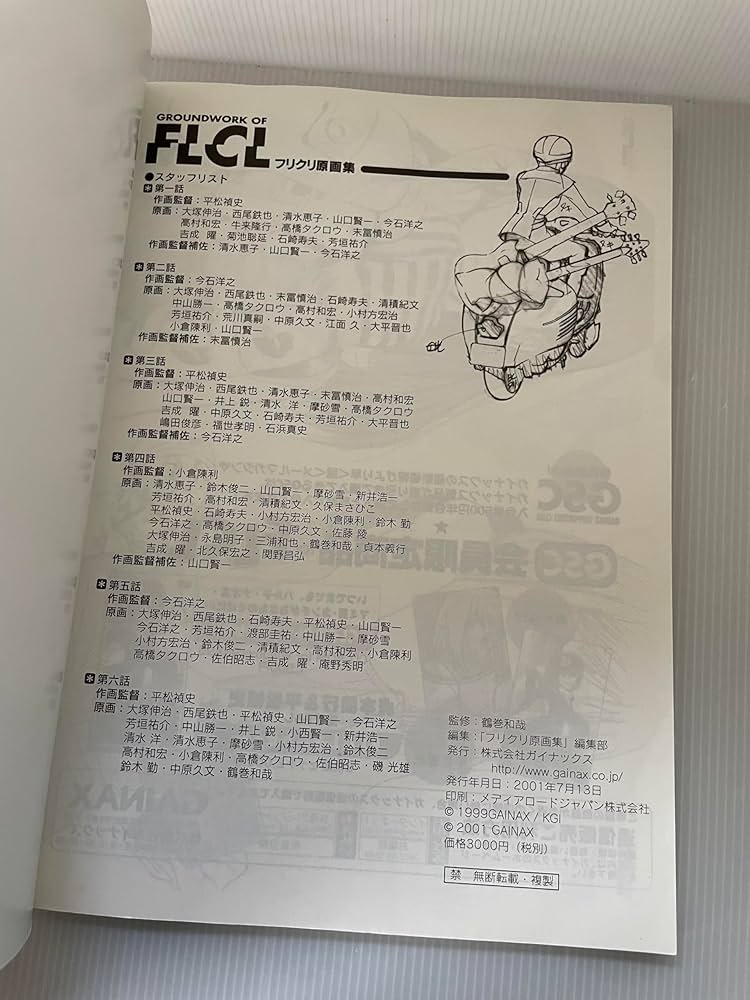 GROUNDWORK OF
FLCL フリクリ原画集
●スタッフリスト
＊第一話
作画監督：平松禎史
原画：大塚伸治・西尾鉄也・清水恵子・山口賢一・今石洋之
高村和宏・牛来隆行・高橋タクロウ・末冨慎治
吉成　曜・菊池聡延・石崎寿夫・芳垣祐介
作画監督補佐：清水恵子・山口賢一・今石洋之
＊第二話
作画監督：今石洋之
原画：大塚伸治・西尾鉄也・末冨慎治・石崎寿夫・清積紀文
中山勝一・高橋タクロウ・高村和宏・小村方宏治
芳垣祐介・荒川真嗣・中原久文・江面 久・大平晋也
小倉陳利・山口賢一
作画監督補佐：末冨慎治
＊第三話
作画監督：平松禎史
原画：大塚伸治・西尾鉄也・清水恵子・末冨慎治・高村和宏
山口賢一・井上 鋭・清水 洋・摩砂雪・高橋タクロウ
吉成　曜・中原久文・石崎寿夫・芳垣祐介・大平晋也
嶋田俊彦・福世孝明・石浜真史
作画監督補佐：今石洋之
＊第四話
作画監督：小倉陳利
原画：清水恵子・鈴木俊二・山口賢一・摩砂雪・新井浩一
芳垣祐介・高村和宏・清積紀文・久保まさひこ
平松禎史・石崎寿夫・小村方宏治・小倉陳利・鈴木 勤
今石洋之・高橋タクロウ・中原久文・佐藤 陵
大塚伸治・永島明子・三浦和也・鶴巻和哉・貞本義行
吉成　曜・北久保宏之・関野昌弘
作画監督補佐：山口賢一
＊第五話
作画監督：今石洋之
原画：大塚伸治・西尾鉄也・石崎寿夫・平松禎史・山口賢一
今石洋之・芳垣祐介・渡部圭祐・中山勝一・摩砂雪
小村方宏治・鈴木俊二・清積紀文・高村和宏・小倉陳利
高橋タクロウ・佐伯昭志・吉成　曜・庵野秀明
＊第六話
作画監督：平松禎史
原画：大塚伸治・西尾鉄也・平松禎史・山口賢一・今石洋之
芳垣祐介・中山勝一・井上 鋭・小西賢一・新井浩一
清水 洋・清水恵子・摩砂雪・小村方宏治・鈴木俊二
高村和宏・小倉陳利・高橋タクロウ・佐伯昭志・磯 光雄
鈴木 勤・中原久文・鶴巻和哉
監修：鶴巻和哉
編集：「フリクリ原画集」編集部
発行：株式会社ガイナックス
http://www.gainax.co.jp/
発行年月日：2001年7月13日
印刷：メディアロードジャパン株式会社
© 1999GAINAX / KGI
© 2001 GAINAX
価格3000円（税別）
禁　無断転載・複製